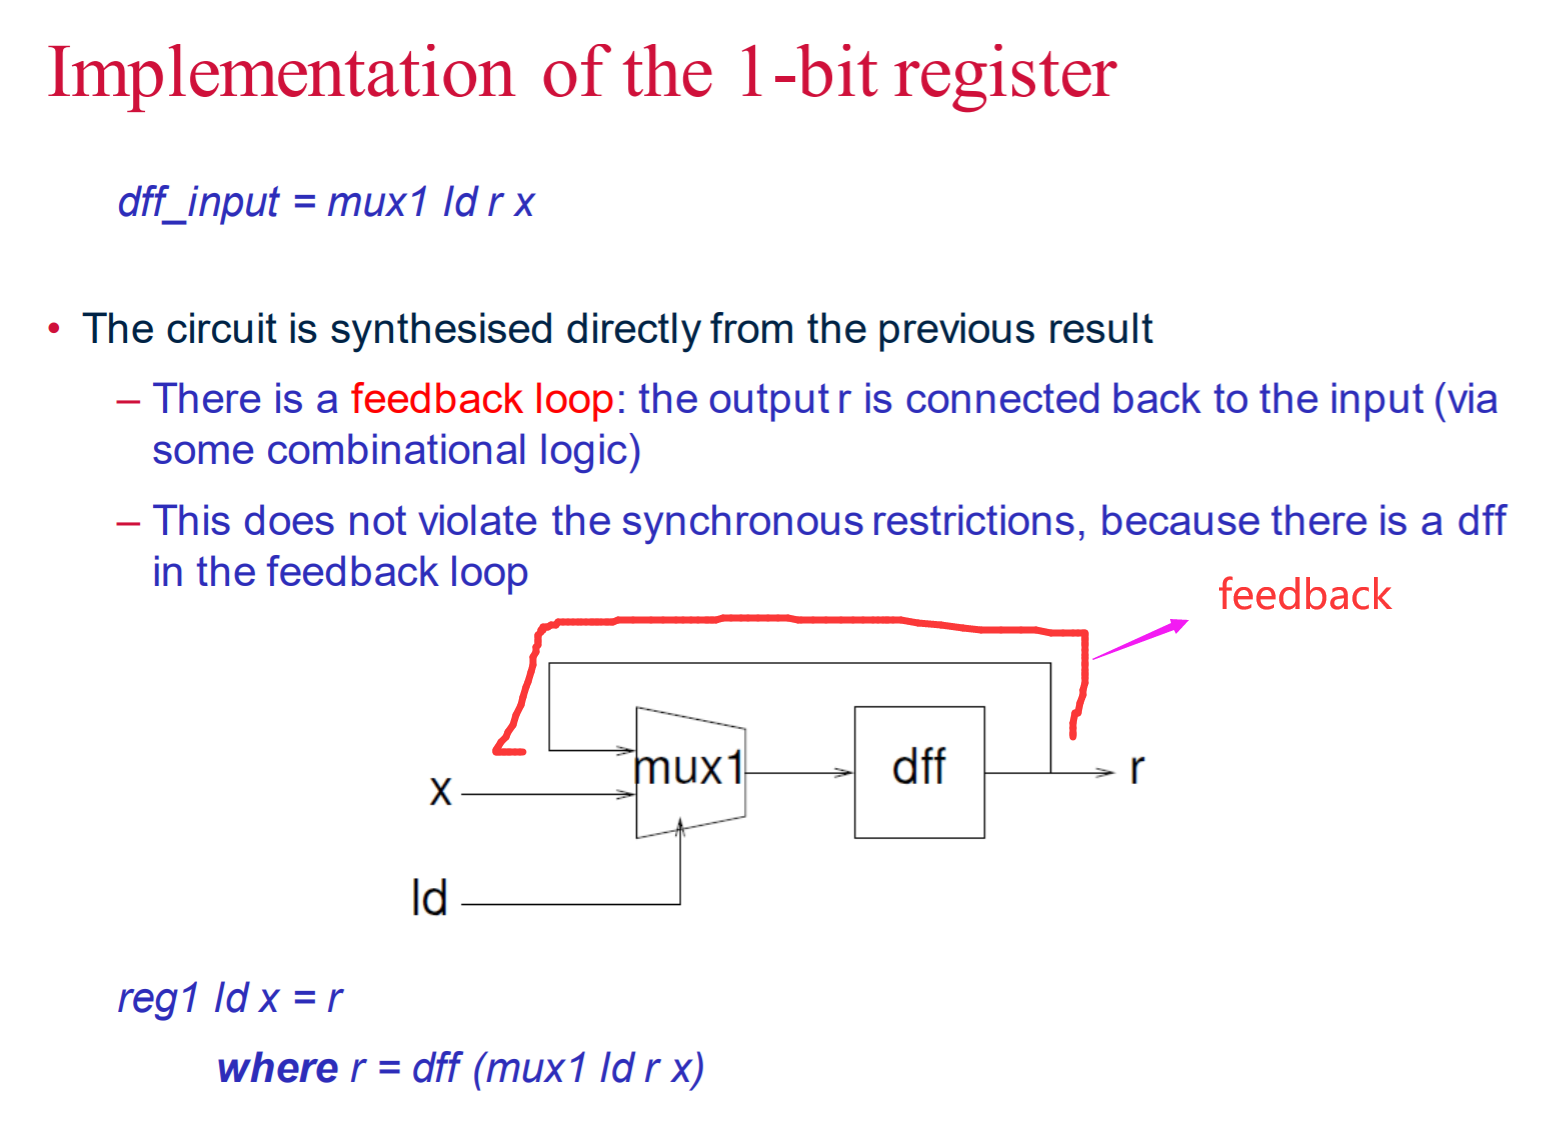 Implementation of the 1-bit register
dff_input = mux1 ld r x
• The circuit is synthesised directly from the previous result
– There is a feedback loop: the output r is connected back to the input (via
some combinational logic)
– This does not violate the synchronous restrictions, because there is a dff
in the feedback loop
feedback
mux1
dff
r
x
ld
reg1 ld x = r
where r = dff (mux1 ld r x)